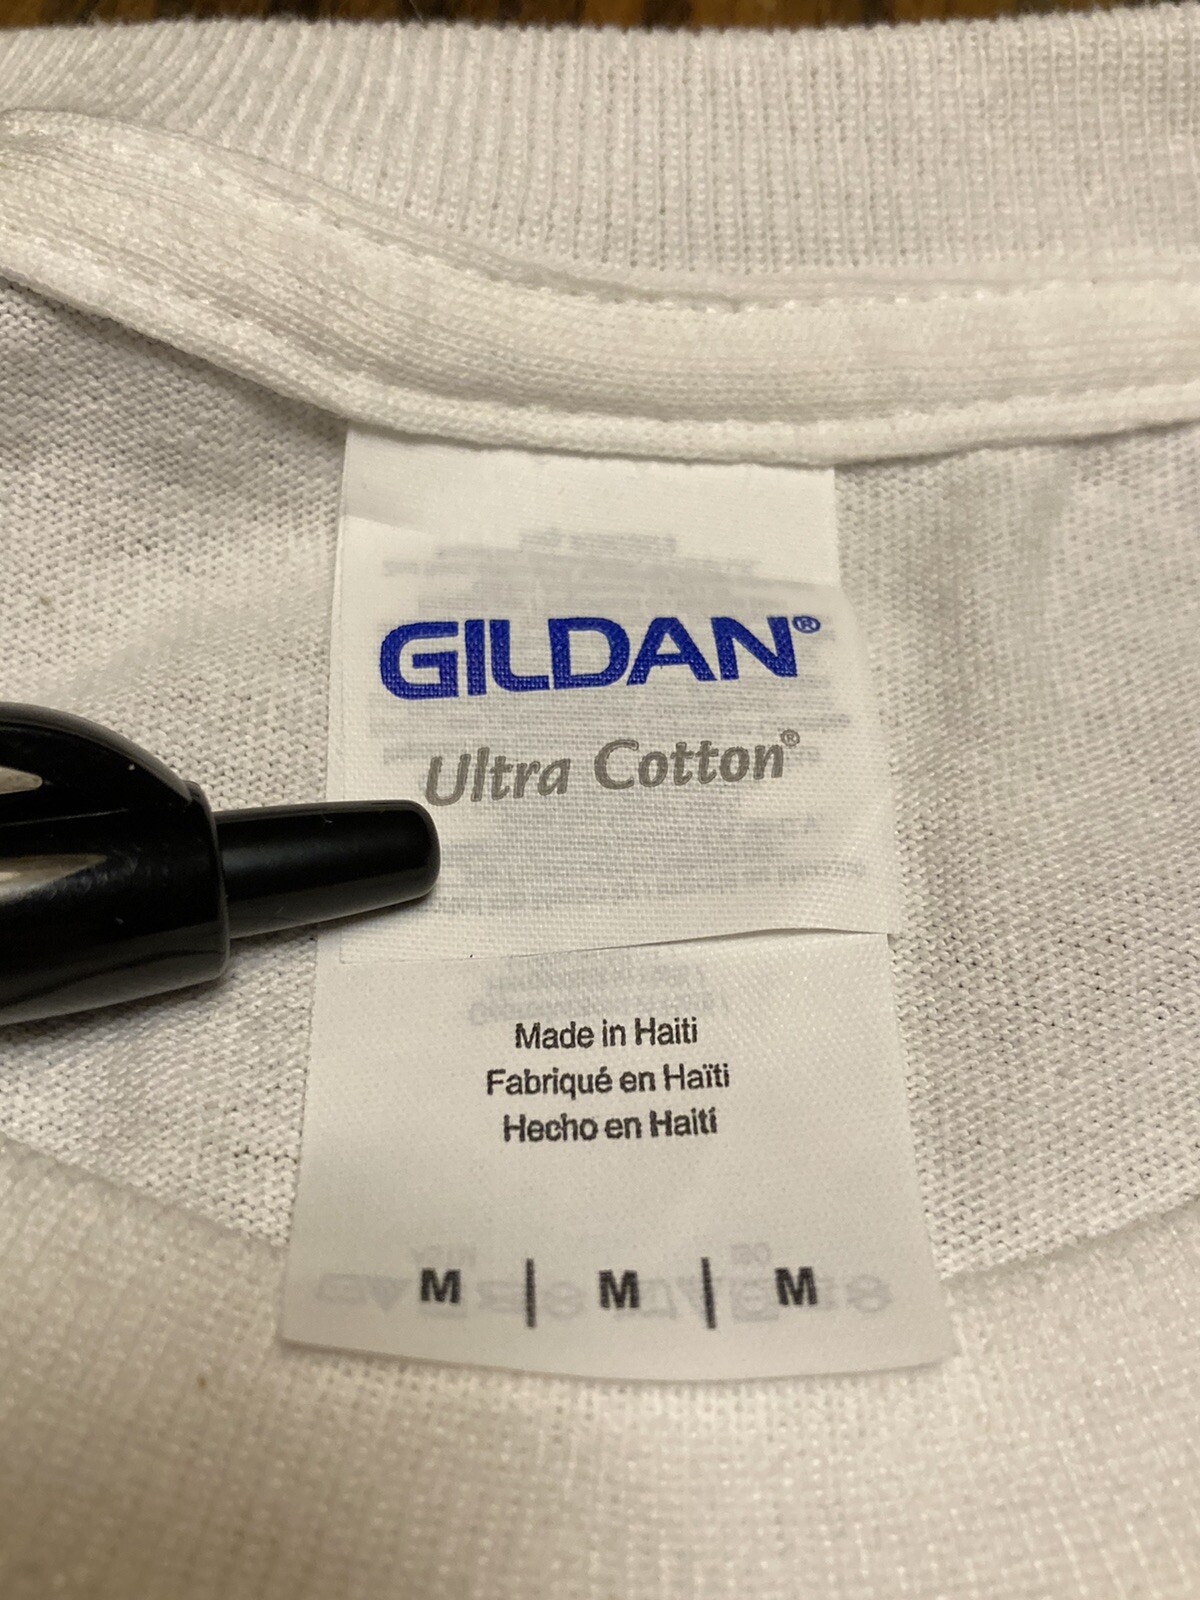 GILDAN®
Ultra Cotton®
Made in Haiti
Fabriqué en Haïti
Hecho en Haití
M | M | M